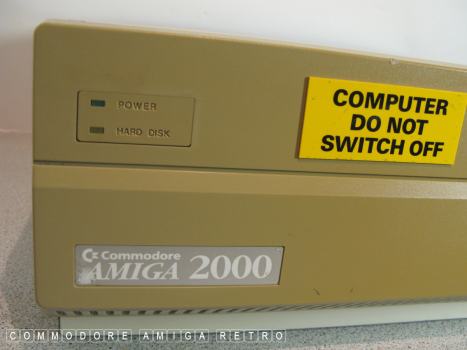 POWER
HARD DISK
COMPUTER
DO NOT
SWITCH OFF
Commodore
AMIGA 2000
COMMODORE AMIGA RETRO